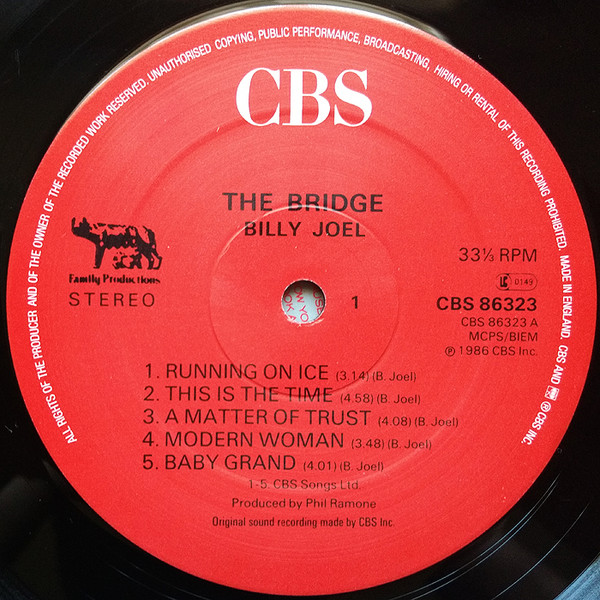 ALL RIGHTS OF THE PRODUCER AND OF THE OWNER OF THE RECORDED WORK RESERVED. UNAUTHORISED COPYING, PUBLIC PERFORMANCE, BROADCASTING, HIRING OR RENTAL OF THIS RECORDING PROHIBITED. MADE IN ENGLAND. CBS AND ® CBS INC.
CBS
THE BRIDGE
BILLY JOEL
Family Productions
STEREO
33⅓ RPM
0149
1
CBS 86323
CBS 86323 A
MCPS/BIEM
℗ 1986 CBS Inc.
1. RUNNING ON ICE (3.14) (B. Joel)
2. THIS IS THE TIME (4.58) (B. Joel)
3. A MATTER OF TRUST (4.08) (B. Joel)
4. MODERN WOMAN (3.48) (B. Joel)
5. BABY GRAND (4.01) (B. Joel)
1-5. CBS Songs Ltd.
Produced by Phil Ramone
Original sound recording made by CBS Inc.